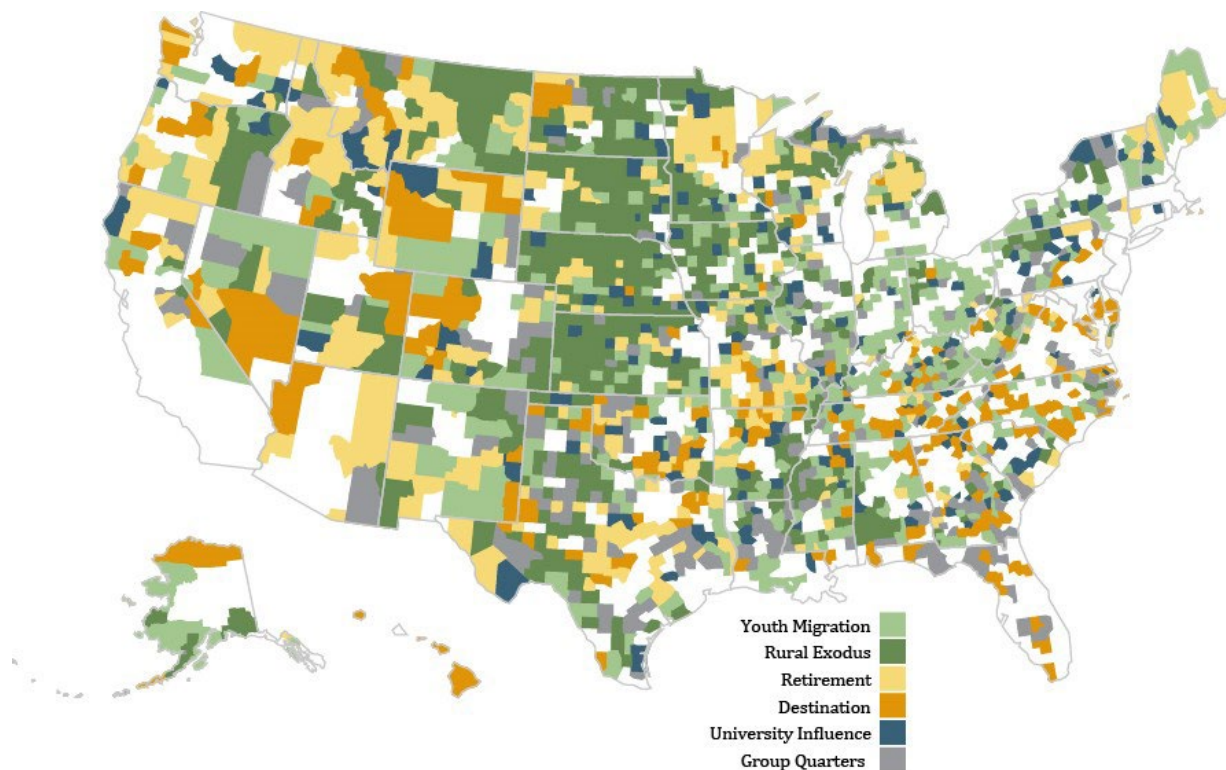 Youth Migration
Rural Exodus
Retirement
Destination
University Influence
Group Quarters